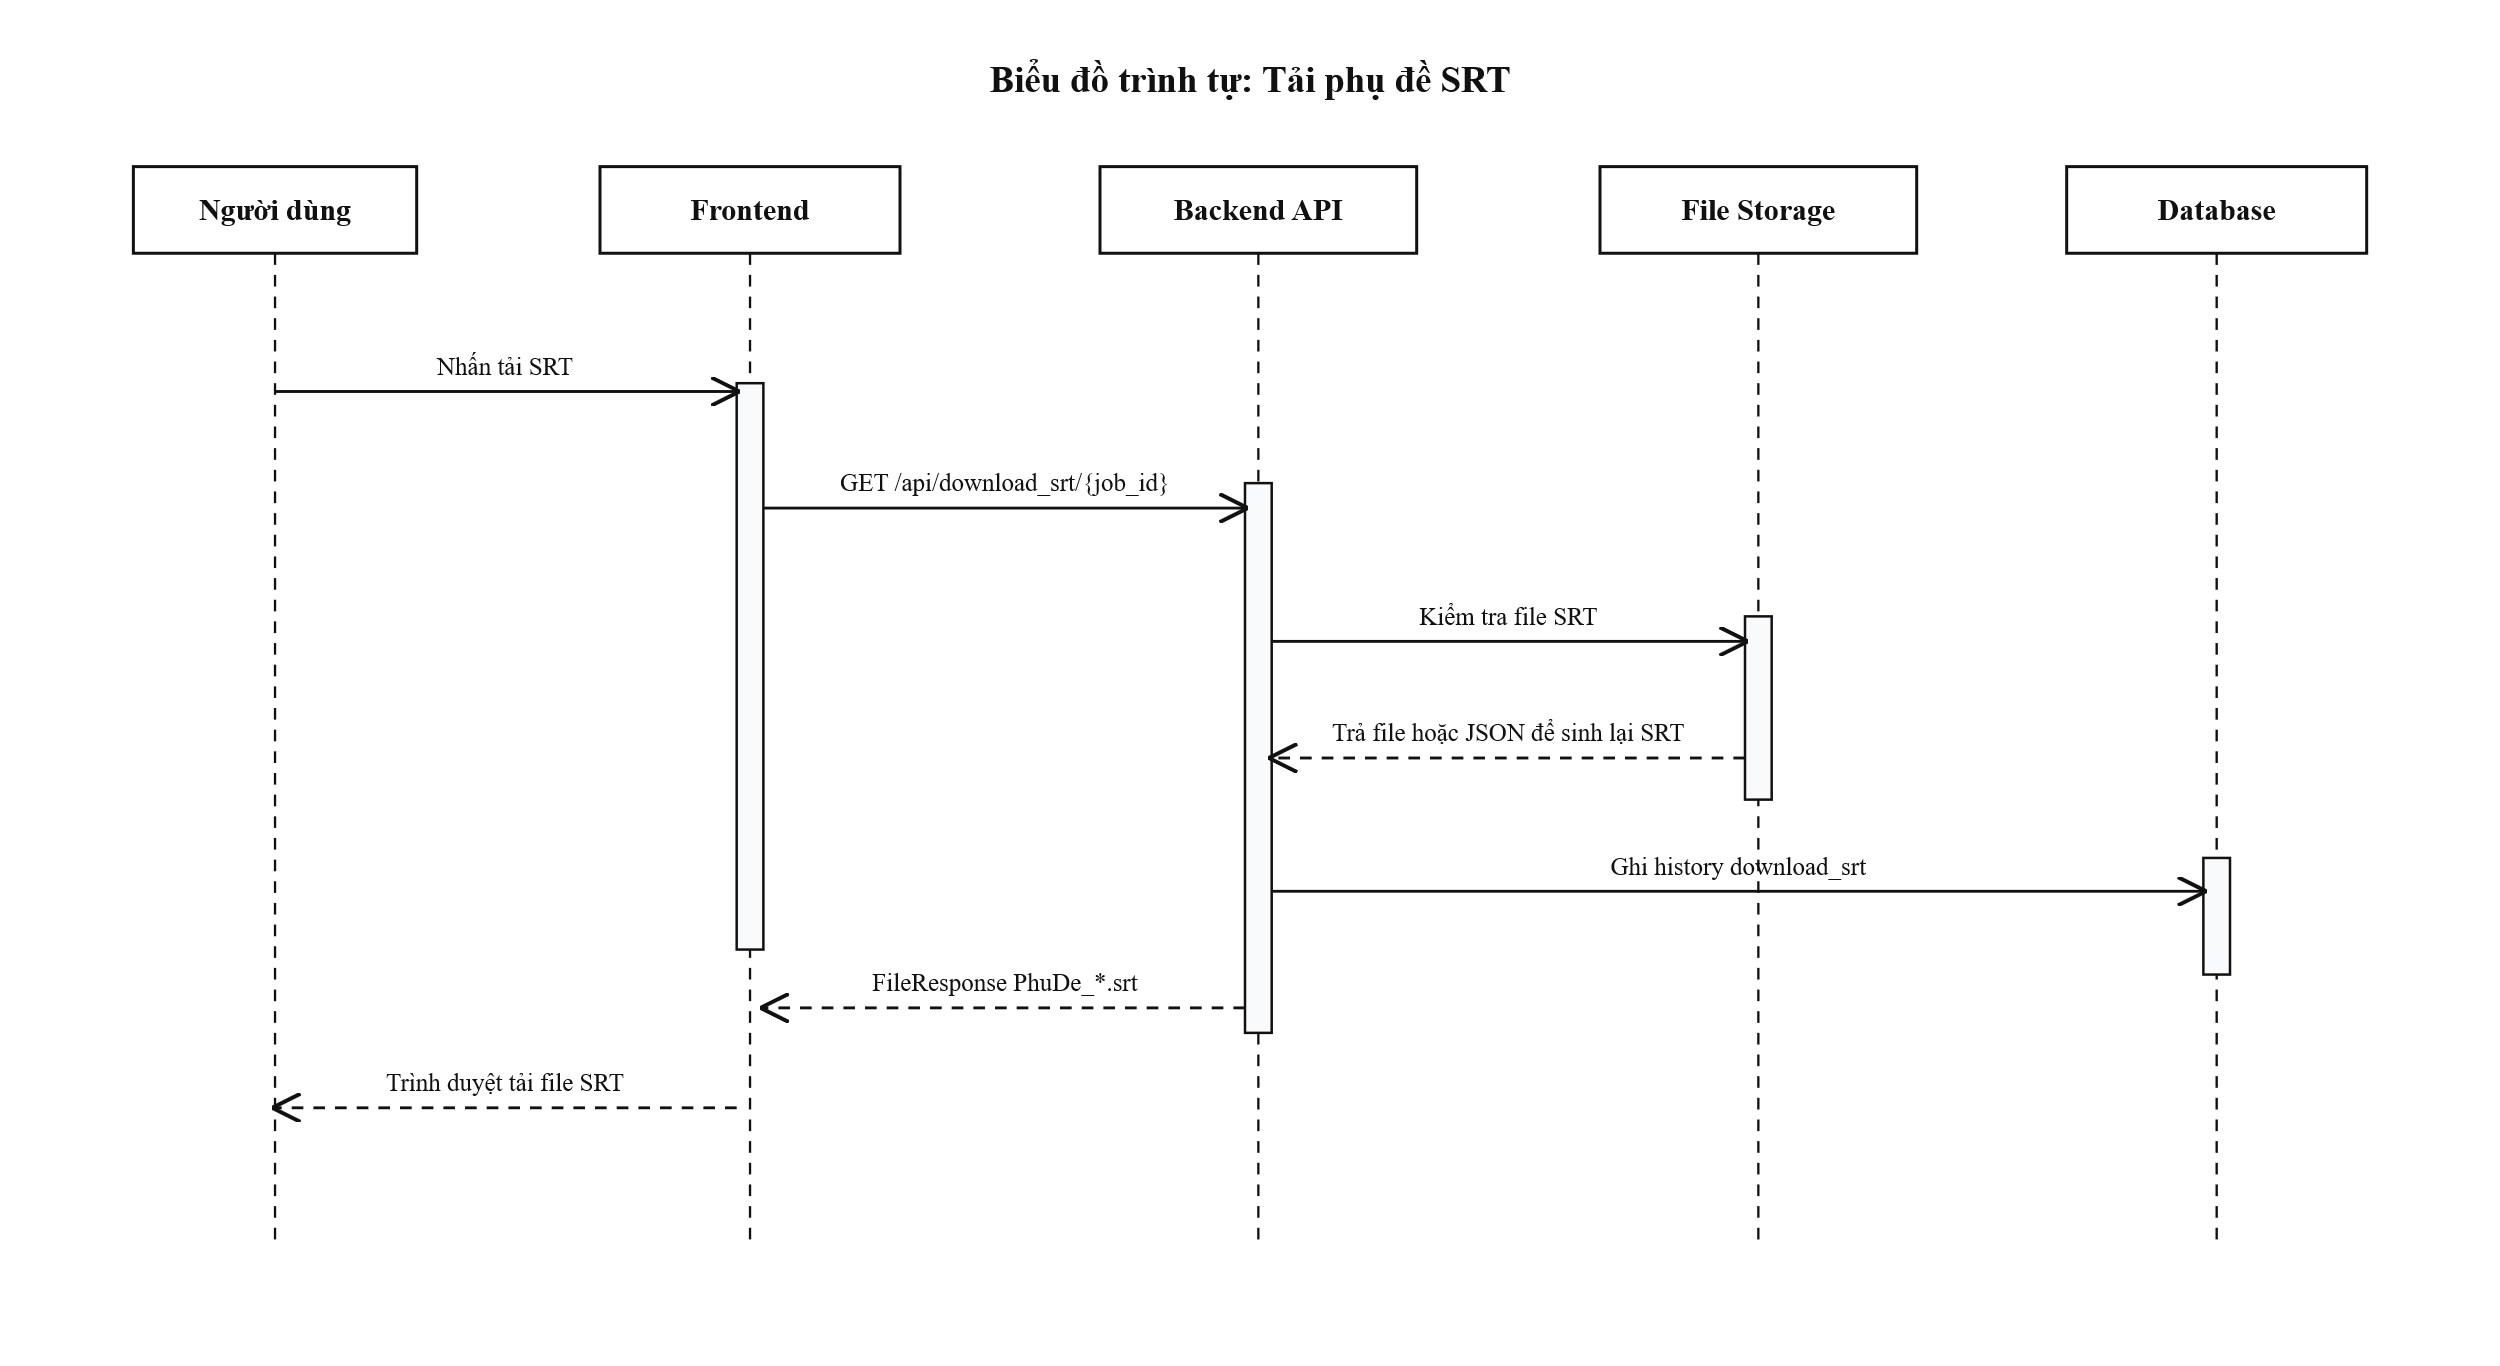 Biểu đồ trình tự: Tải phụ đề SRT
Người dùng
Frontend
Backend API
File Storage
Database
Nhấn tải SRT
GET /api/download_srt/{job_id}
Kiểm tra file SRT
Trả file hoặc JSON để sinh lại SRT
Ghi history download_srt
FileResponse PhuDe_*.srt
Trình duyệt tải file SRT